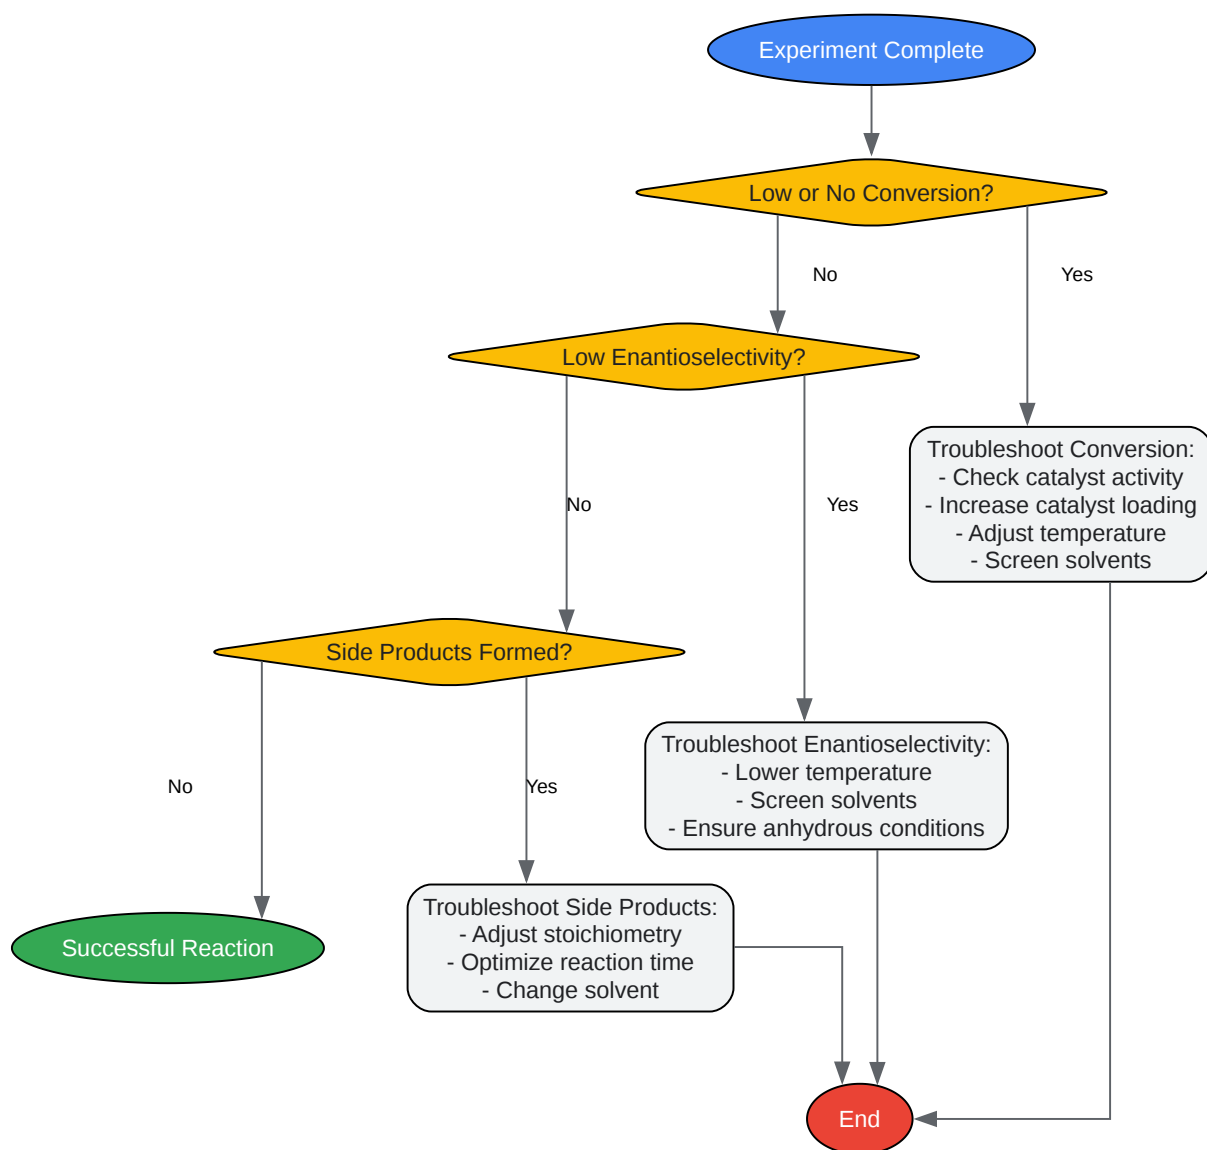 Experiment Complete
Low or No Conversion?
No
Yes
Low Enantioselectivity?
Troubleshoot Conversion:
- Check catalyst activity
- Increase catalyst loading
- Adjust temperature
- Screen solvents
No
Yes
Side Products Formed?
Troubleshoot Enantioselectivity:
- Lower temperature
- Screen solvents
- Ensure anhydrous conditions
No
Yes
Successful Reaction
Troubleshoot Side Products:
- Adjust stoichiometry
- Optimize reaction time
- Change solvent
End